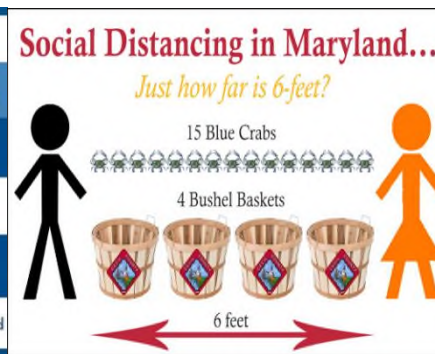 Social Distancing in Maryland...
Just how far is 6-feet?
15 Blue Crabs
4 Bushel Baskets
6 feet